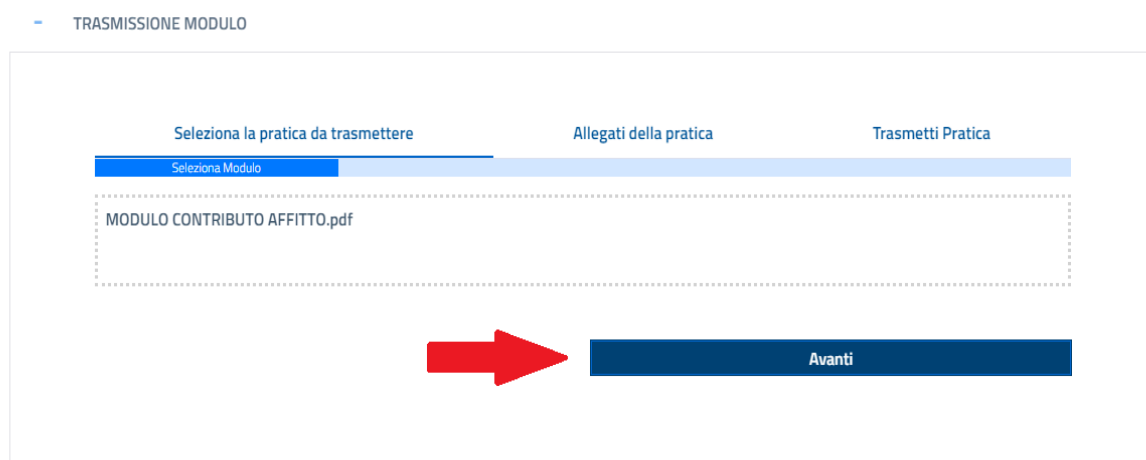 - TRASMISSIONE MODULO
Seleziona la pratica da trasmettere Allegati della pratica Trasmetti Pratica
Seleziona Modulo
MODULO CONTRIBUTO AFFITTO.pdf
Avanti